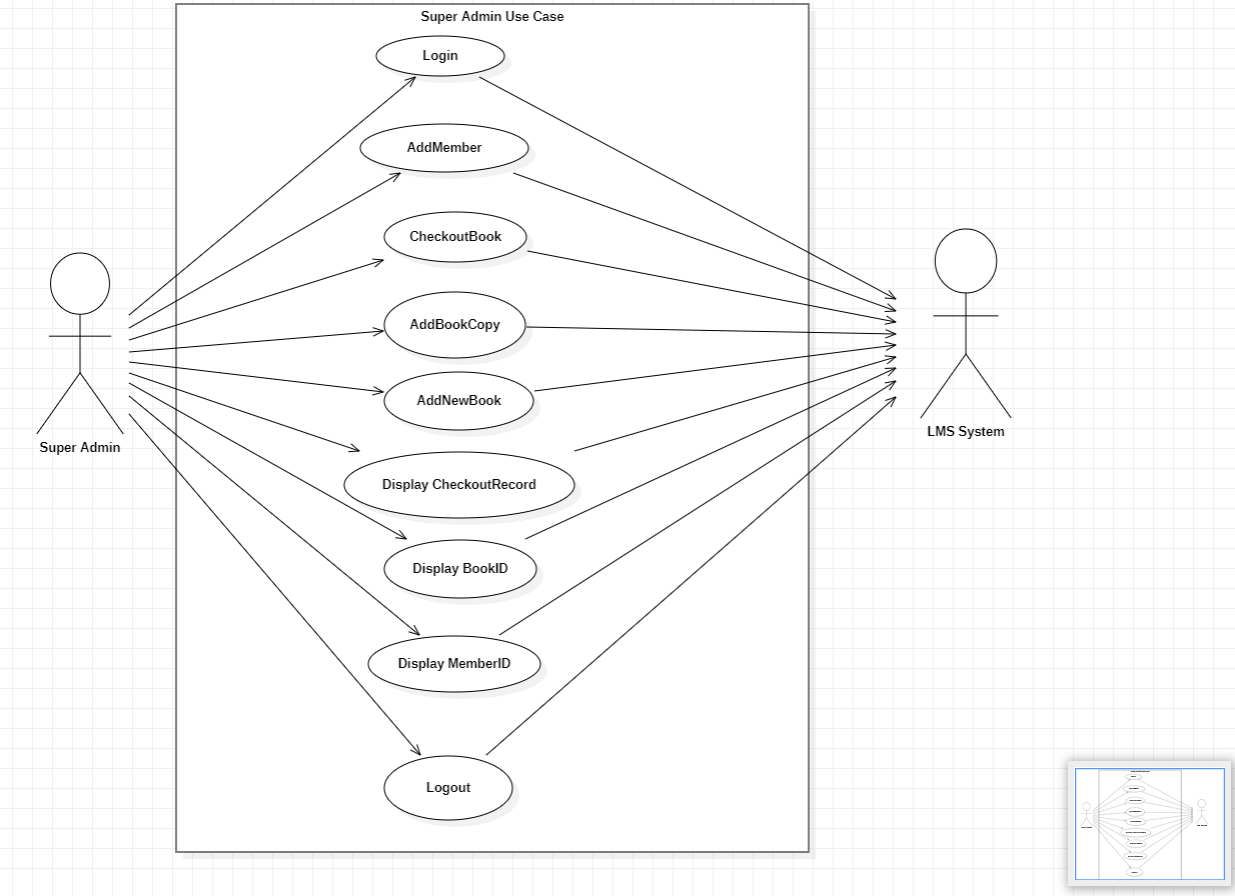 Super Admin Use Case
Login
AddMember
CheckoutBook
AddBookCopy
AddNewBook
Display CheckoutRecord
Display BookID
Display MemberID
Logout
Super Admin
LMS System